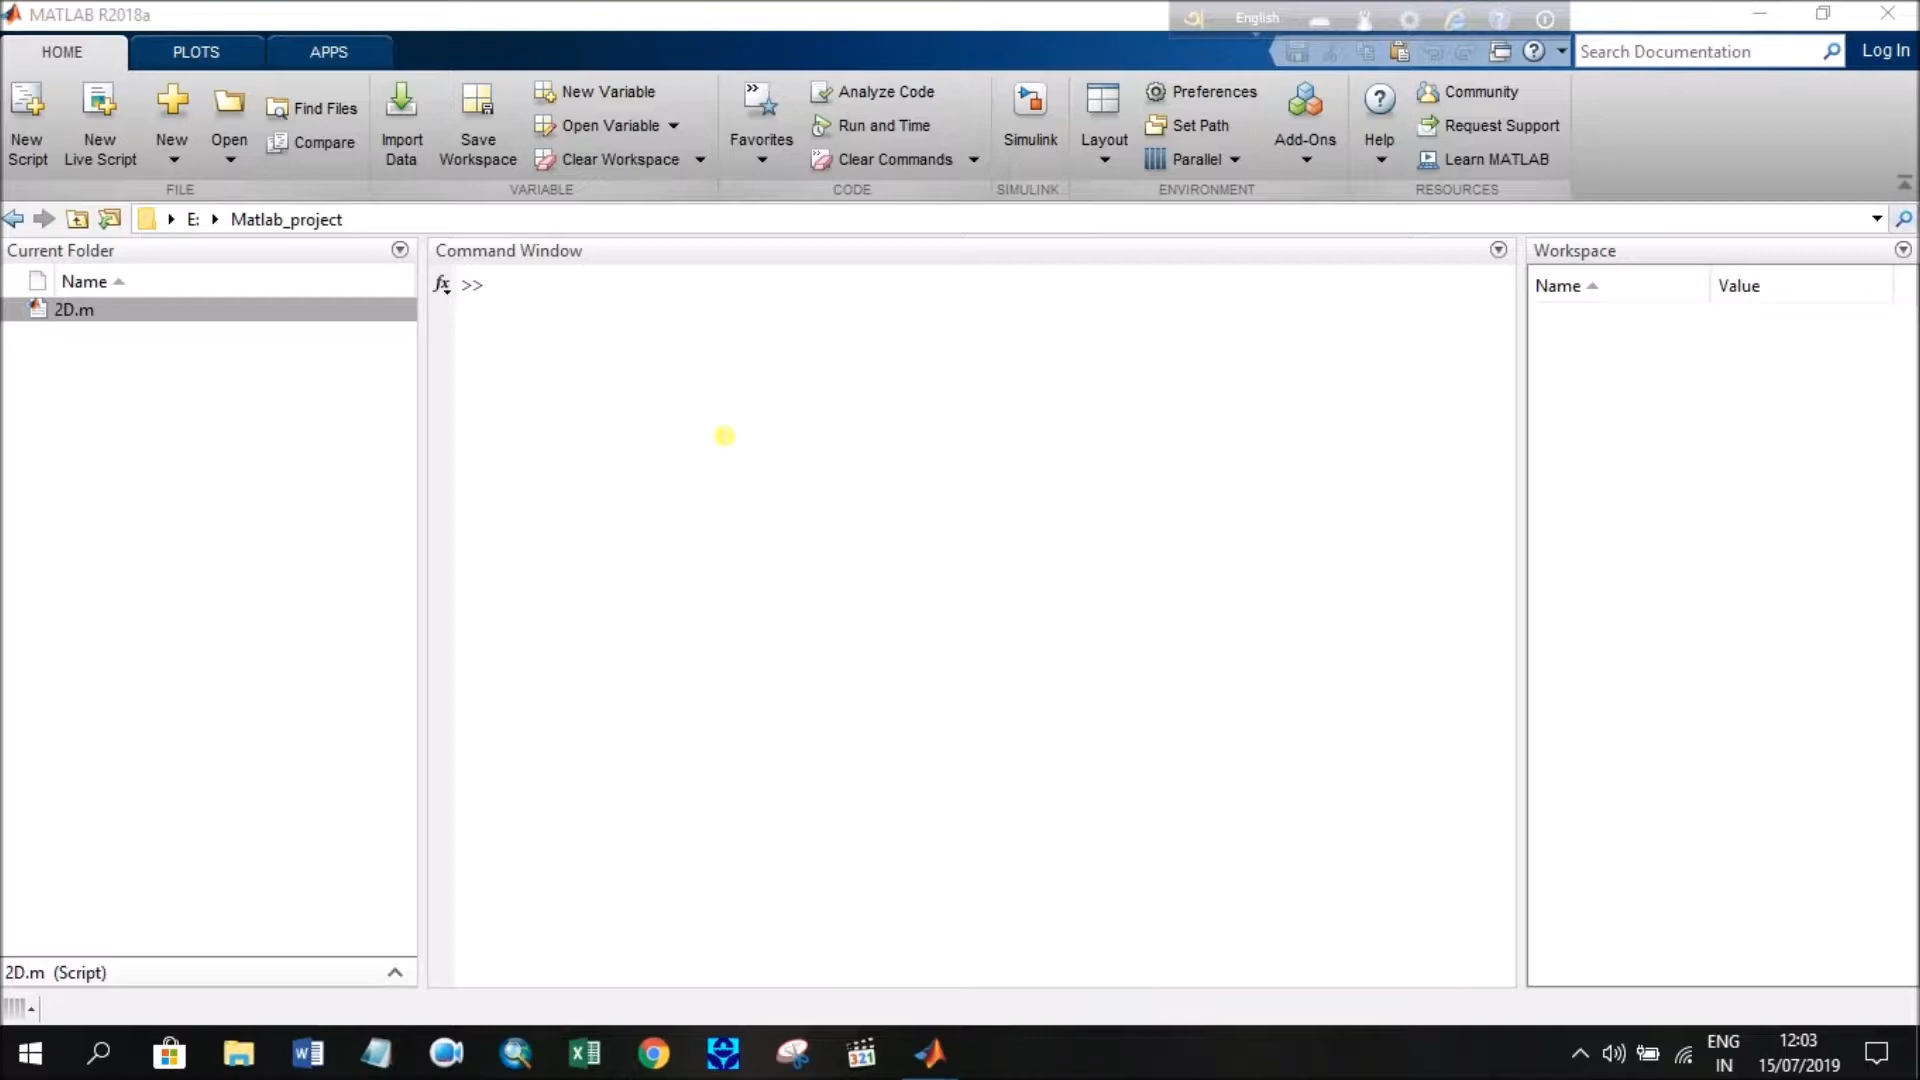 MATLAB R2018a
English
HOME
PLOTS
APPS
Search Documentation
Log In
New Script
New Live Script
New
Open
Find Files
Compare
FILE
Import Data
Save Workspace
New Variable
Open Variable
Clear Workspace
VARIABLE
Favorites
Analyze Code
Run and Time
Clear Commands
CODE
Simulink
SIMULINK
Layout
Preferences
Set Path
Parallel
Add-Ons
ENVIRONMENT
Help
Community
Request Support
Learn MATLAB
RESOURCES
E: Matlab_project
Current Folder
Name
2D.m
2D.m (Script)
Command Window
fx >>
Workspace
Name Value
321
ENG
IN
12:03
15/07/2019